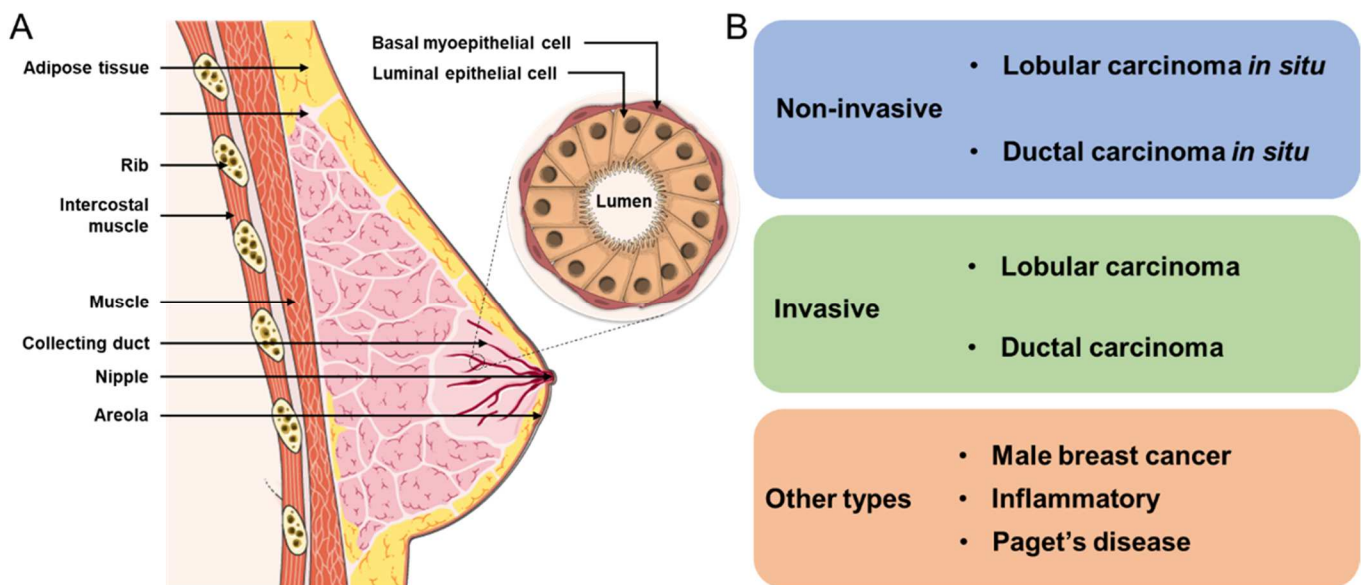 A
Adipose tissue
Rib
Intercostal
muscle
Muscle
Collecting duct
Nipple
Areola
Basal myoepithelial cell
Luminal epithelial cell
Lumen
B
Non-invasive
• Lobular carcinoma in situ
• Ductal carcinoma in situ
Invasive
• Lobular carcinoma
• Ductal carcinoma
Other types
• Male breast cancer
• Inflammatory
• Paget's disease